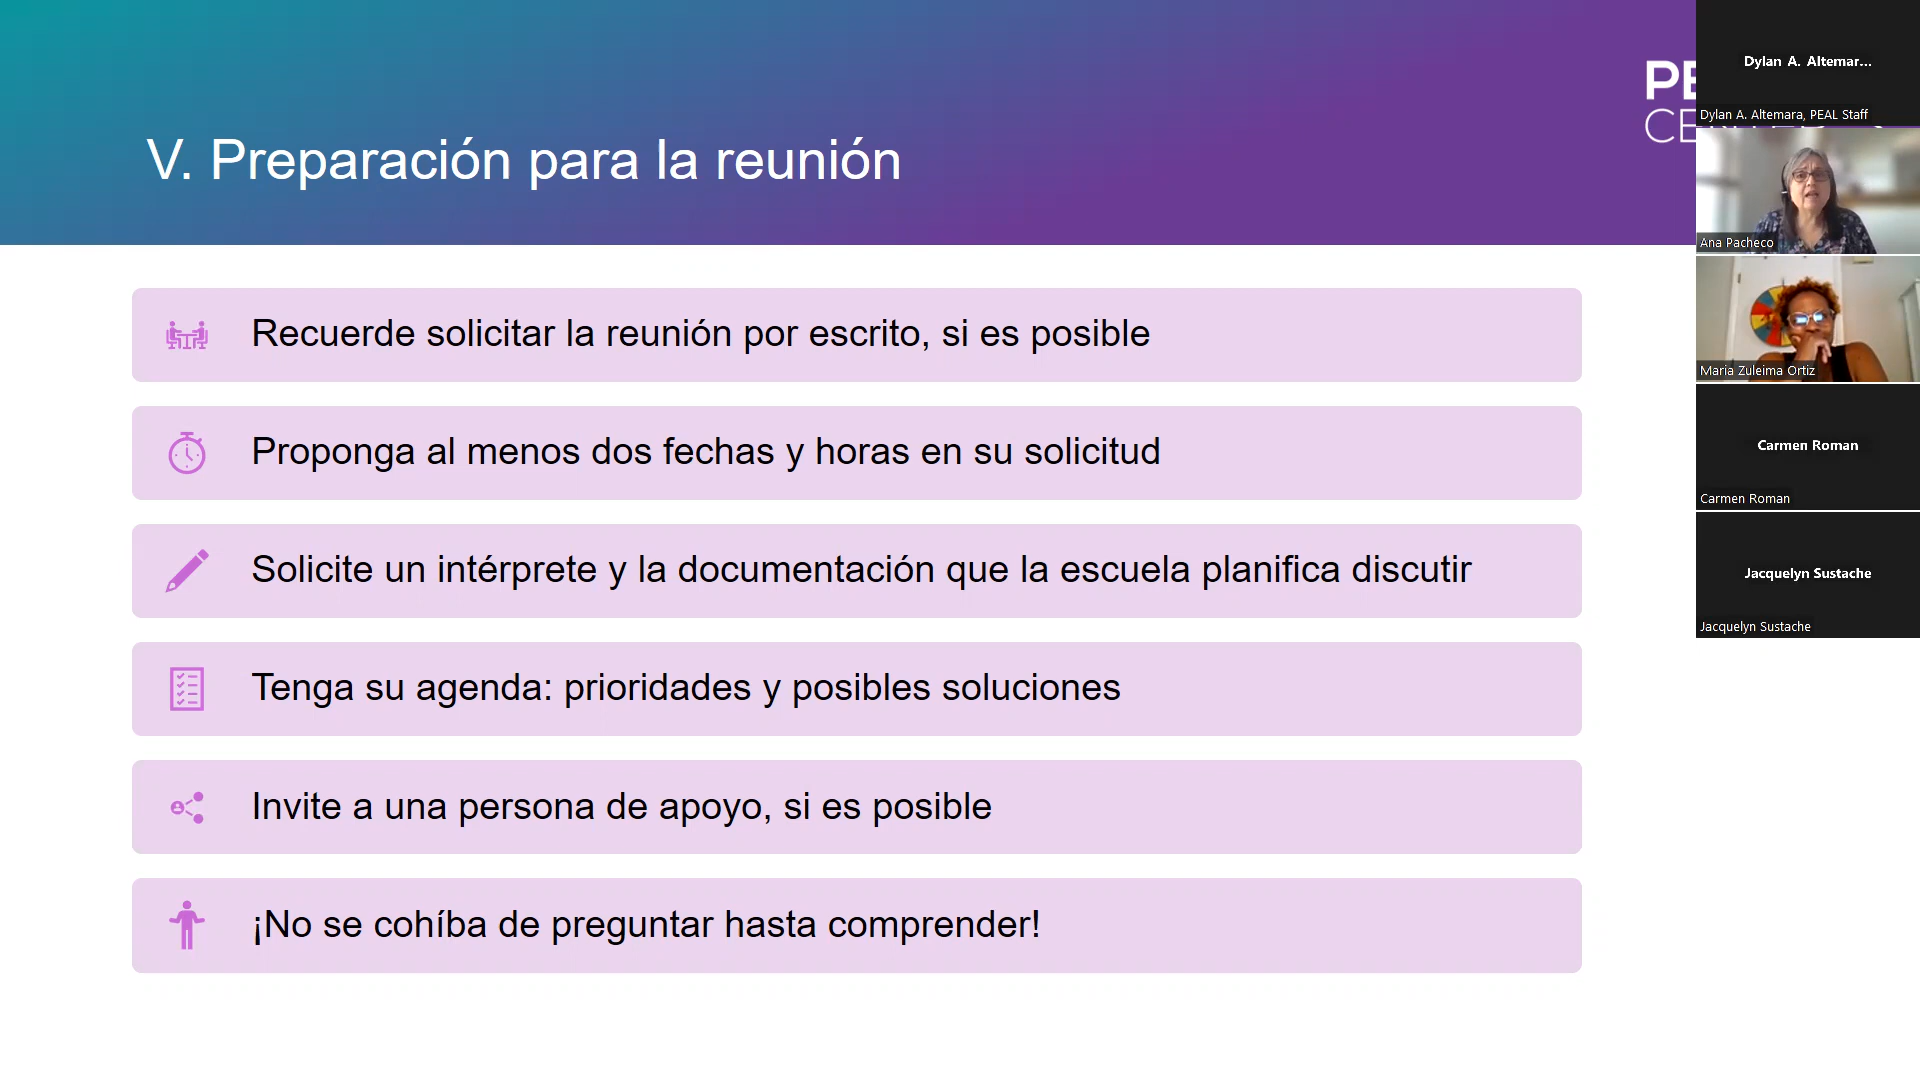 V. Preparación para la reunión
Recuerde solicitar la reunión por escrito, si es posible
Proponga al menos dos fechas y horas en su solicitud
Solicite un intérprete y la documentación que la escuela planifica discutir
Tenga su agenda: prioridades y posibles soluciones
Invite a una persona de apoyo, si es posible
¡No se cohíba de preguntar hasta comprender!
Dylan A. Altemar...
Dylan A. Altemara, PEAL Staff
Ana Pacheco
Maria Zuleima Ortiz
Carmen Roman
Carmen Roman
Jacquelyn Sustache
Jacquelyn Sustache